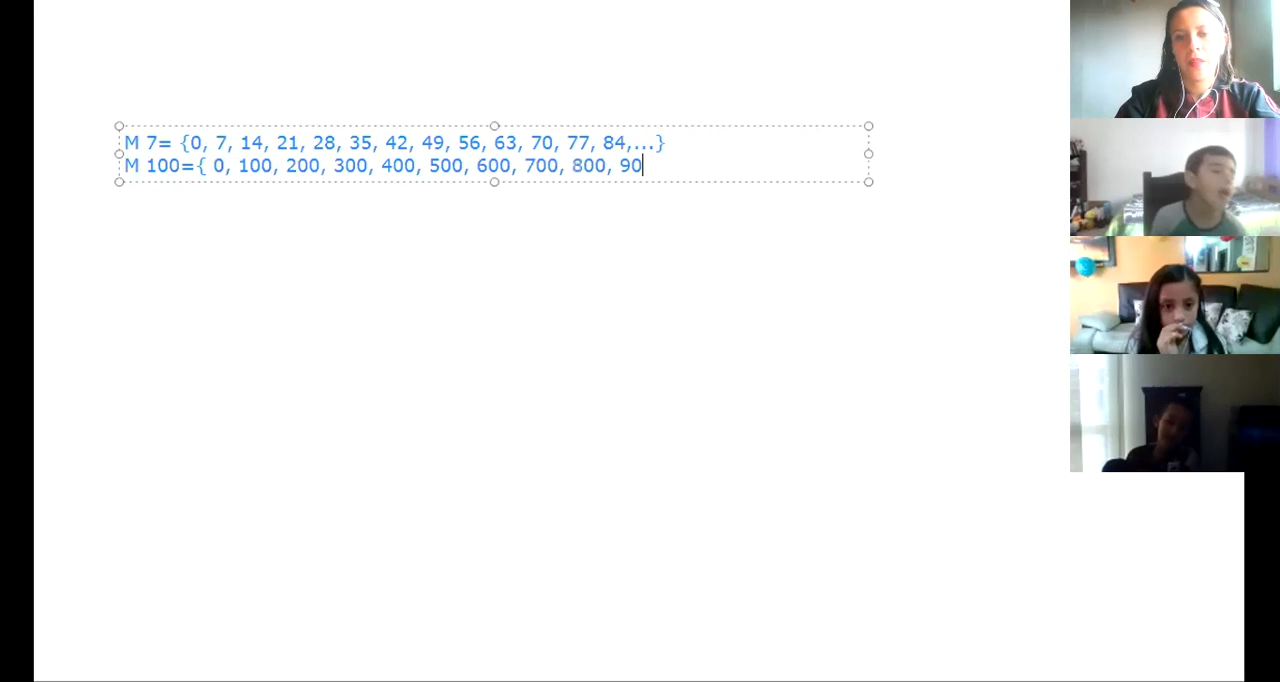 M 7= {0, 7, 14, 21, 28, 35, 42, 49, 56, 63, 70, 77, 84,...}
M 100={ 0, 100, 200, 300, 400, 500, 600, 700, 800, 90